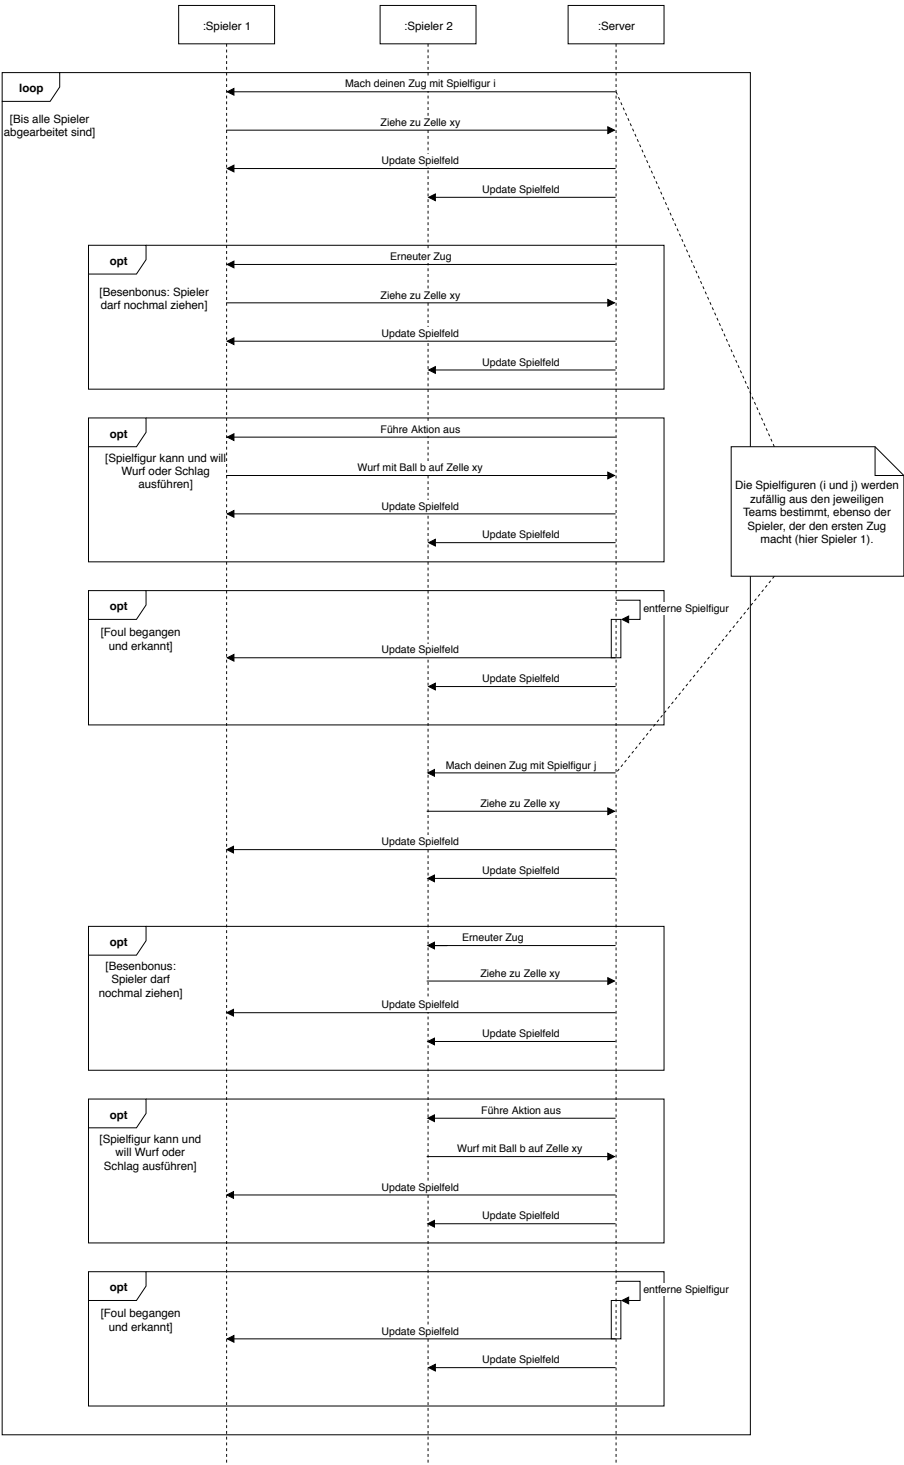 :Spieler 1
:Spieler 2
:Server
loop
Mach deinen Zug mit Spielfigur i
[Bis alle Spieler
abgearbeitet sind]
Ziehe zu Zelle xy
Update Spielfeld
Update Spielfeld
opt
Erneuter Zug
[Besenbonus: Spieler
darf nochmal ziehen]
Ziehe zu Zelle xy
Update Spielfeld
Update Spielfeld
opt
Führe Aktion aus
[Spielfigur kann und will
Wurf oder Schlag
ausführen]
Wurf mit Ball b auf Zelle xy
Update Spielfeld
Update Spielfeld
Die Spielfiguren (i und j) werden
zufällig aus den jeweiligen
Teams bestimmt, ebenso der
Spieler, der den ersten Zug
macht (hier Spieler 1).
opt
entferne Spielfigur
[Foul begangen
und erkannt]
Update Spielfeld
Update Spielfeld
Mach deinen Zug mit Spielfigur j
Ziehe zu Zelle xy
Update Spielfeld
Update Spielfeld
opt
Erneuter Zug
[Besenbonus:
Spieler darf
nochmal ziehen]
Ziehe zu Zelle xy
Update Spielfeld
Update Spielfeld
opt
Führe Aktion aus
[Spielfigur kann und
will Wurf oder
Schlag ausführen]
Wurf mit Ball b auf Zelle xy
Update Spielfeld
Update Spielfeld
opt
entferne Spielfigur
[Foul begangen
und erkannt]
Update Spielfeld
Update Spielfeld